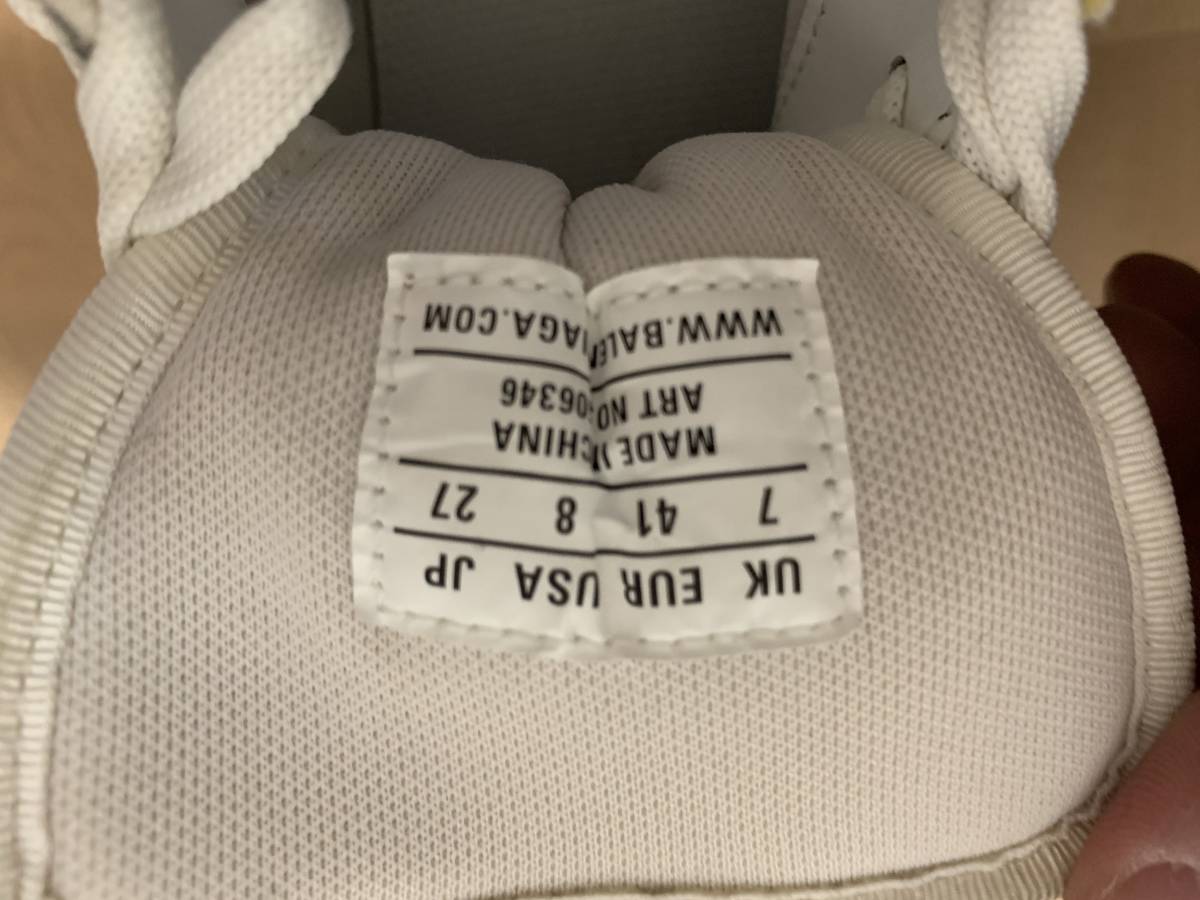 UK EUR USA JP
7 41 8 27
MADE CHINA
ART NO 06346
WWW.BALE IAGA.COM